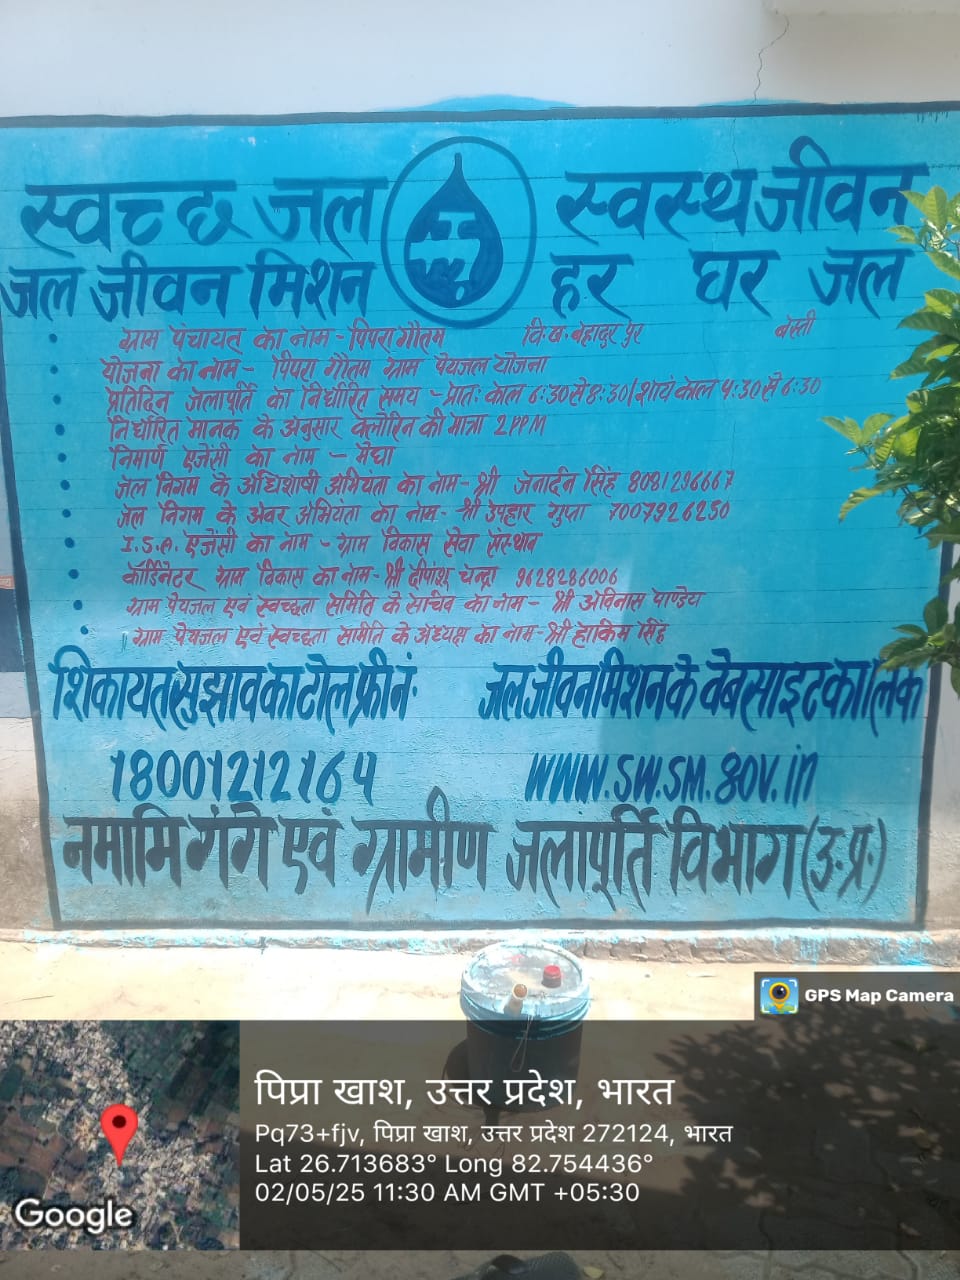 स्वच्छ जल स्वस्थ जीवन
जल जीवन मिशन हर घर जल
ग्राम पंचायत का नाम - पिपरा गौतम वि.ख. बहादुर पुर बस्ती
योजना का नाम - पिपरा गौतम ग्राम पेयजल योजना
प्रतिदिन जलापूर्ति का निर्धारित समय - प्रातः काल 6:30 से 8:30 / शायं काल 4:30 से 6:30
निर्धारित मानक के अनुसार क्लोरिन की मात्रा 2 PPM
निर्माण एजेंसी का नाम - मेघा
जल निगम के अधिशाषी अभियंता का नाम - श्री जनार्दन सिंह 8081296667
जल निगम के अवर अभियंता का नाम - श्री उपहार गुप्ता 7007926250
I.S.A. एजेंसी का नाम - ग्राम विकास सेवा संस्थान
कॉर्डिनेटर ग्राम विकास का नाम - श्री दीपांशु चन्द्रा 9628286006
ग्राम पेयजल एवं स्वच्छता समिति के सचिव का नाम - श्री अविनास पाण्डेय
ग्राम पेयजल एवं स्वच्छता समिति के अध्यक्ष का नाम - श्री हाकिम सिंह
शिकायत सुझाव का टोल फ्री नं. जल जीवन मिशन के वेबसाइट का लिंक
18001212164 WWW.SW.SM.gov.in
नमामि गंगे एवं ग्रामीण जलापूर्ति विभाग (उ.प्र.)
GPS Map Camera
पिप्रा खाश, उत्तर प्रदेश, भारत
Pq73+fjv, पिप्रा खाश, उत्तर प्रदेश 272124, भारत
Lat 26.713683° Long 82.754436°
02/05/25 11:30 AM GMT +05:30
Google